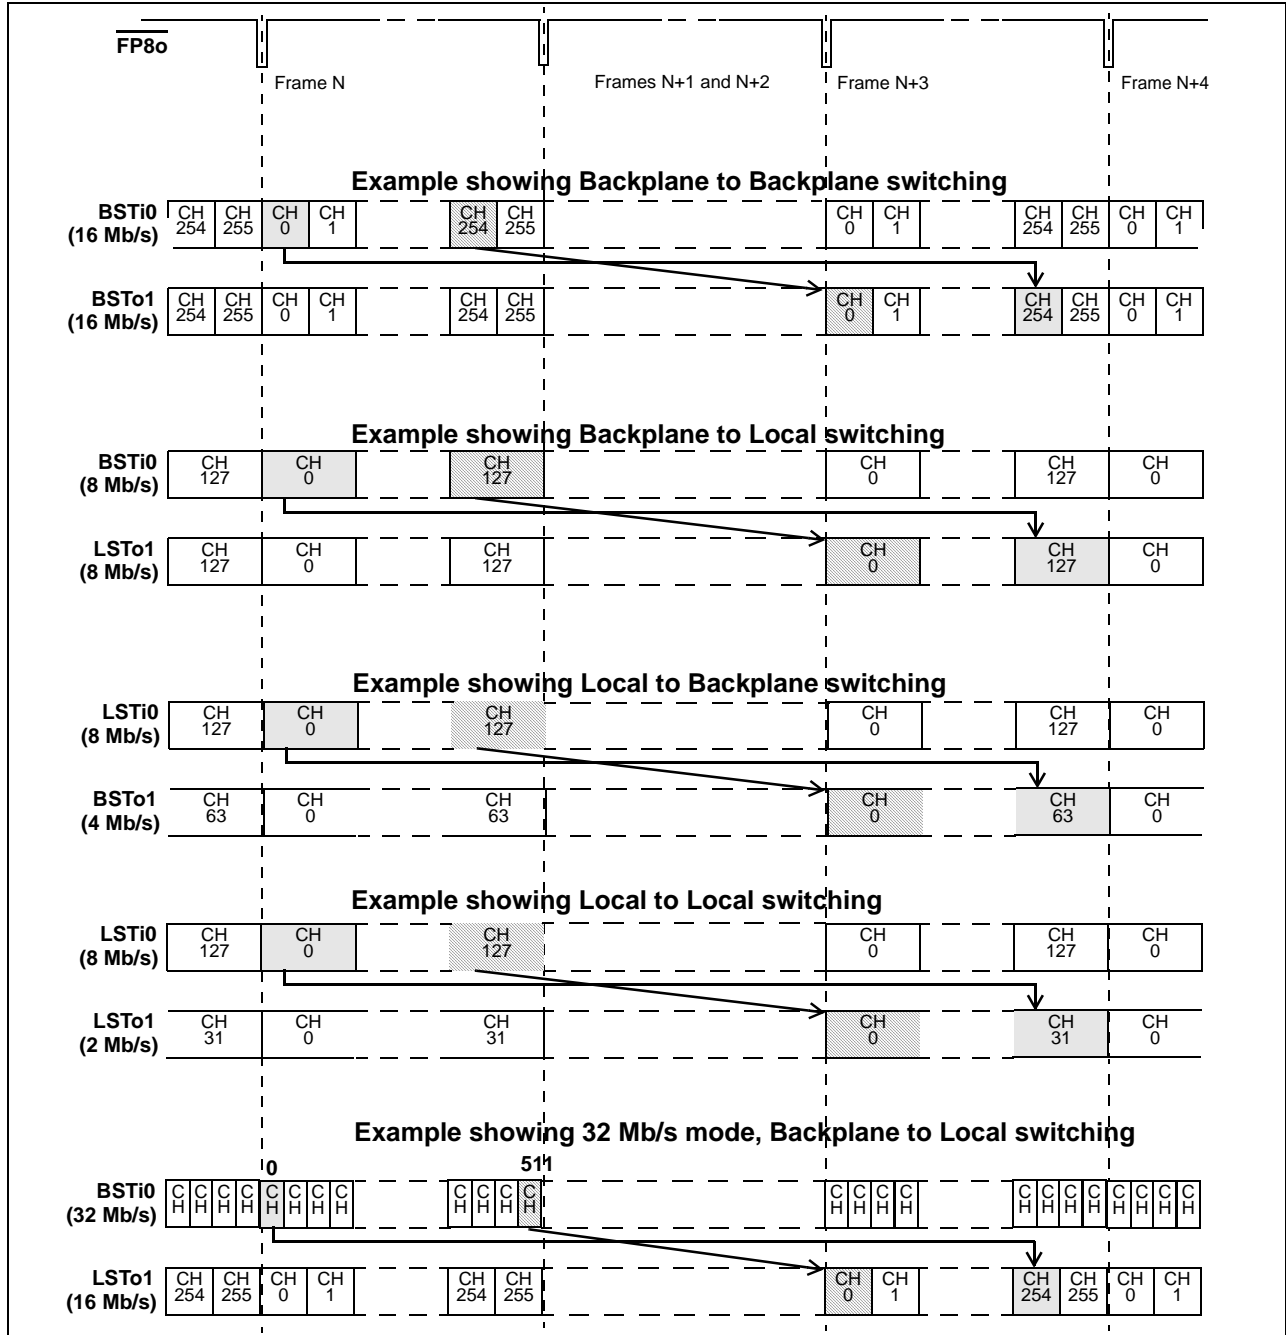 FP8o
Frame N Frames N+1 and N+2 Frame N+3 Frame N+4
Example showing Backplane to Backplane switching
BSTi0 CH CH CH CH CH CH CH CH CH CH CH CH
(16 Mb/s) 254 255 0 1 254 255 0 1 254 255 0 1
BSTo1 CH CH CH CH CH CH CH CH CH CH CH CH
(16 Mb/s) 254 255 0 1 254 255 0 1 254 255 0 1
Example showing Backplane to Local switching
BSTi0 CH CH CH CH CH CH
(8 Mb/s) 127 0 127 0 127 0
LSTo1 CH CH CH CH CH CH
(8 Mb/s) 127 0 127 0 127 0
Example showing Local to Backplane switching
LSTi0 CH CH CH CH CH CH
(8 Mb/s) 127 0 127 0 127 0
BSTo1 CH CH CH CH CH CH
(4 Mb/s) 63 0 63 0 63 0
Example showing Local to Local switching
LSTi0 CH CH CH CH CH CH
(8 Mb/s) 127 0 127 0 127 0
LSTo1 CH CH CH CH CH CH
(2 Mb/s) 31 0 31 0 31 0
Example showing 32 Mb/s mode, Backplane to Local switching
0 511
BSTi0 C C C C C C C C C C C C C C C C C C C C C C C C
(32 Mb/s) H H H H H H H H H H H H H H H H H H H H H H H H
LSTo1 CH CH CH CH CH CH CH CH CH CH CH CH
(16 Mb/s) 254 255 0 1 254 255 0 1 254 255 0 1